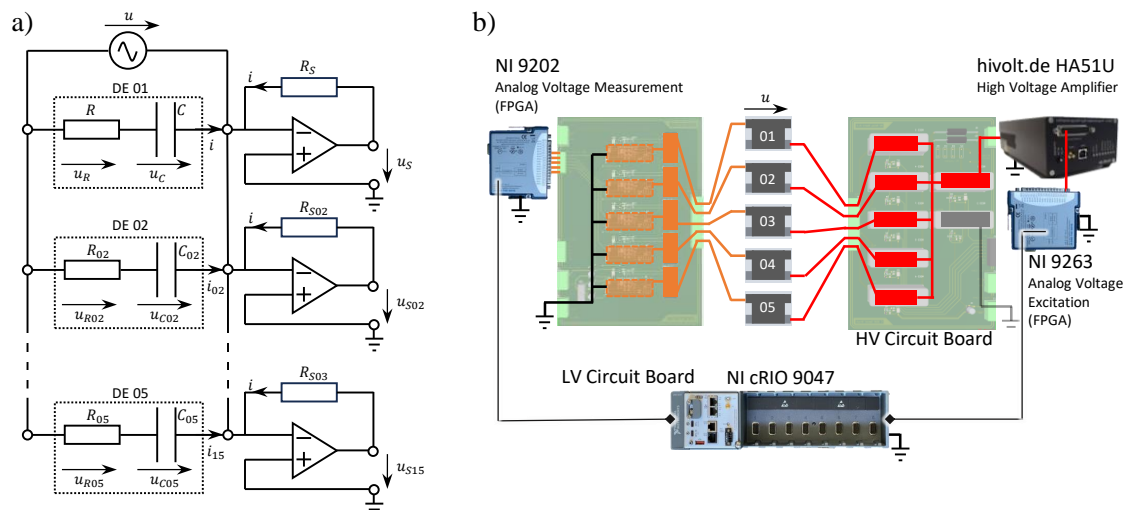 a)
u
DE 01
R
C
i
u_R
u_C
i
R_S
u_S
DE 02
R_02
C_02
i_02
u_R02
u_C02
i
R_S02
u_S02
DE 05
R_05
C_05
i_15
u_R05
u_C05
i
R_S03
u_S15
b)
NI 9202
Analog Voltage Measurement
(FPGA)
u
01
02
03
04
05
hivolt.de HA51U
High Voltage Amplifier
NI 9263
Analog Voltage
Excitation
(FPGA)
HV Circuit Board
LV Circuit Board
NI cRIO 9047